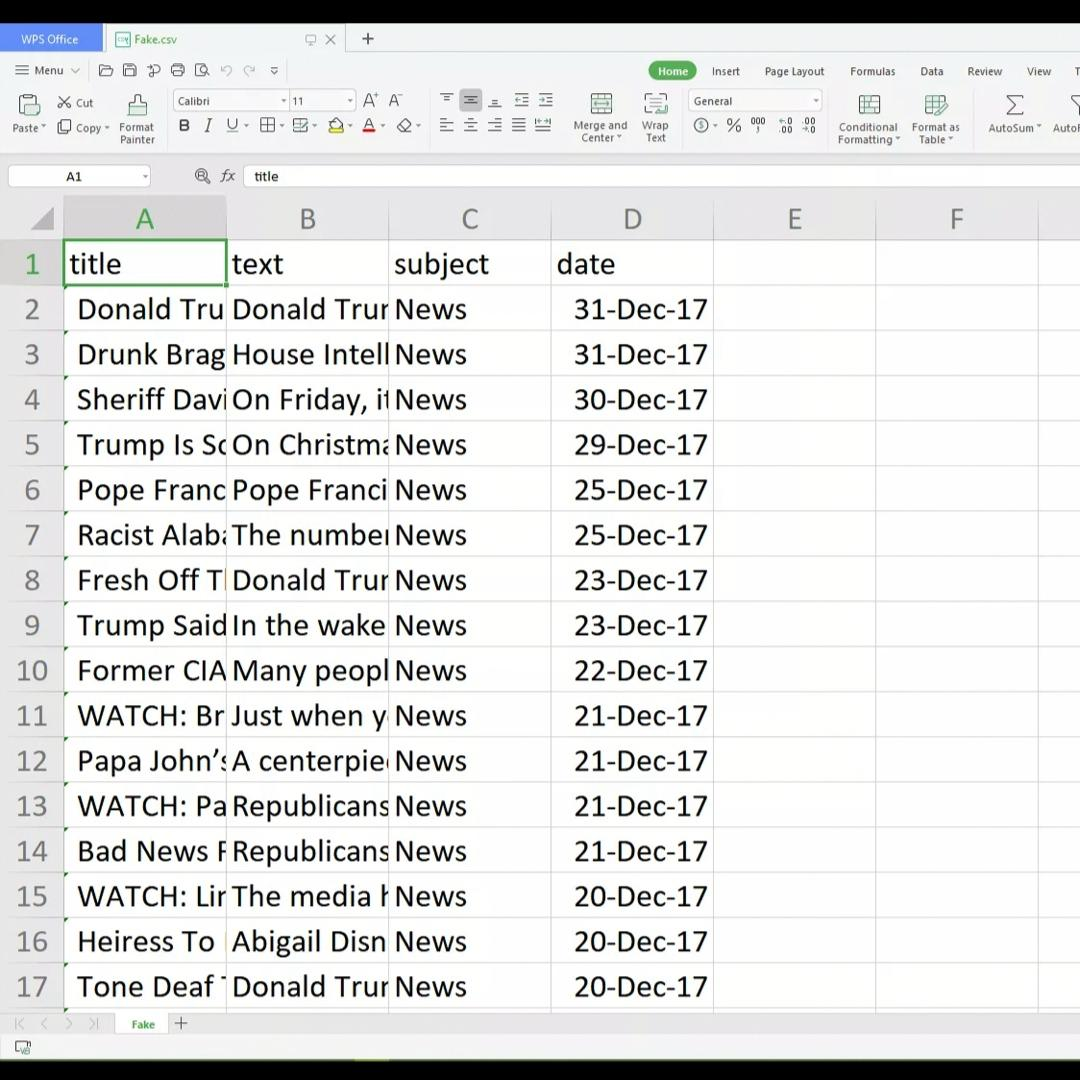 WPS Office Fake.csv
Menu Home Insert Page Layout Formulas Data Review View T
Cut Calibri 11 General
Paste Copy Format Painter Merge and Center Wrap Text Conditional Formatting Format as Table AutoSum
A1 fx title
A B C D E F
1 title text subject date
2 Donald Tru Donald Trur News 31-Dec-17
3 Drunk Brag House Intell News 31-Dec-17
4 Sheriff Davi On Friday, it News 30-Dec-17
5 Trump Is Sc On Christma News 29-Dec-17
6 Pope Franc Pope Franci News 25-Dec-17
7 Racist Alaba The number News 25-Dec-17
8 Fresh Off T Donald Trur News 23-Dec-17
9 Trump Said In the wake News 23-Dec-17
10 Former CIA Many peopl News 22-Dec-17
11 WATCH: Br Just when y News 21-Dec-17
12 Papa John’s A centerpie News 21-Dec-17
13 WATCH: Pa Republicans News 21-Dec-17
14 Bad News F Republicans News 21-Dec-17
15 WATCH: Lir The media h News 20-Dec-17
16 Heiress To Abigail Disn News 20-Dec-17
17 Tone Deaf Donald Trur News 20-Dec-17
Fake